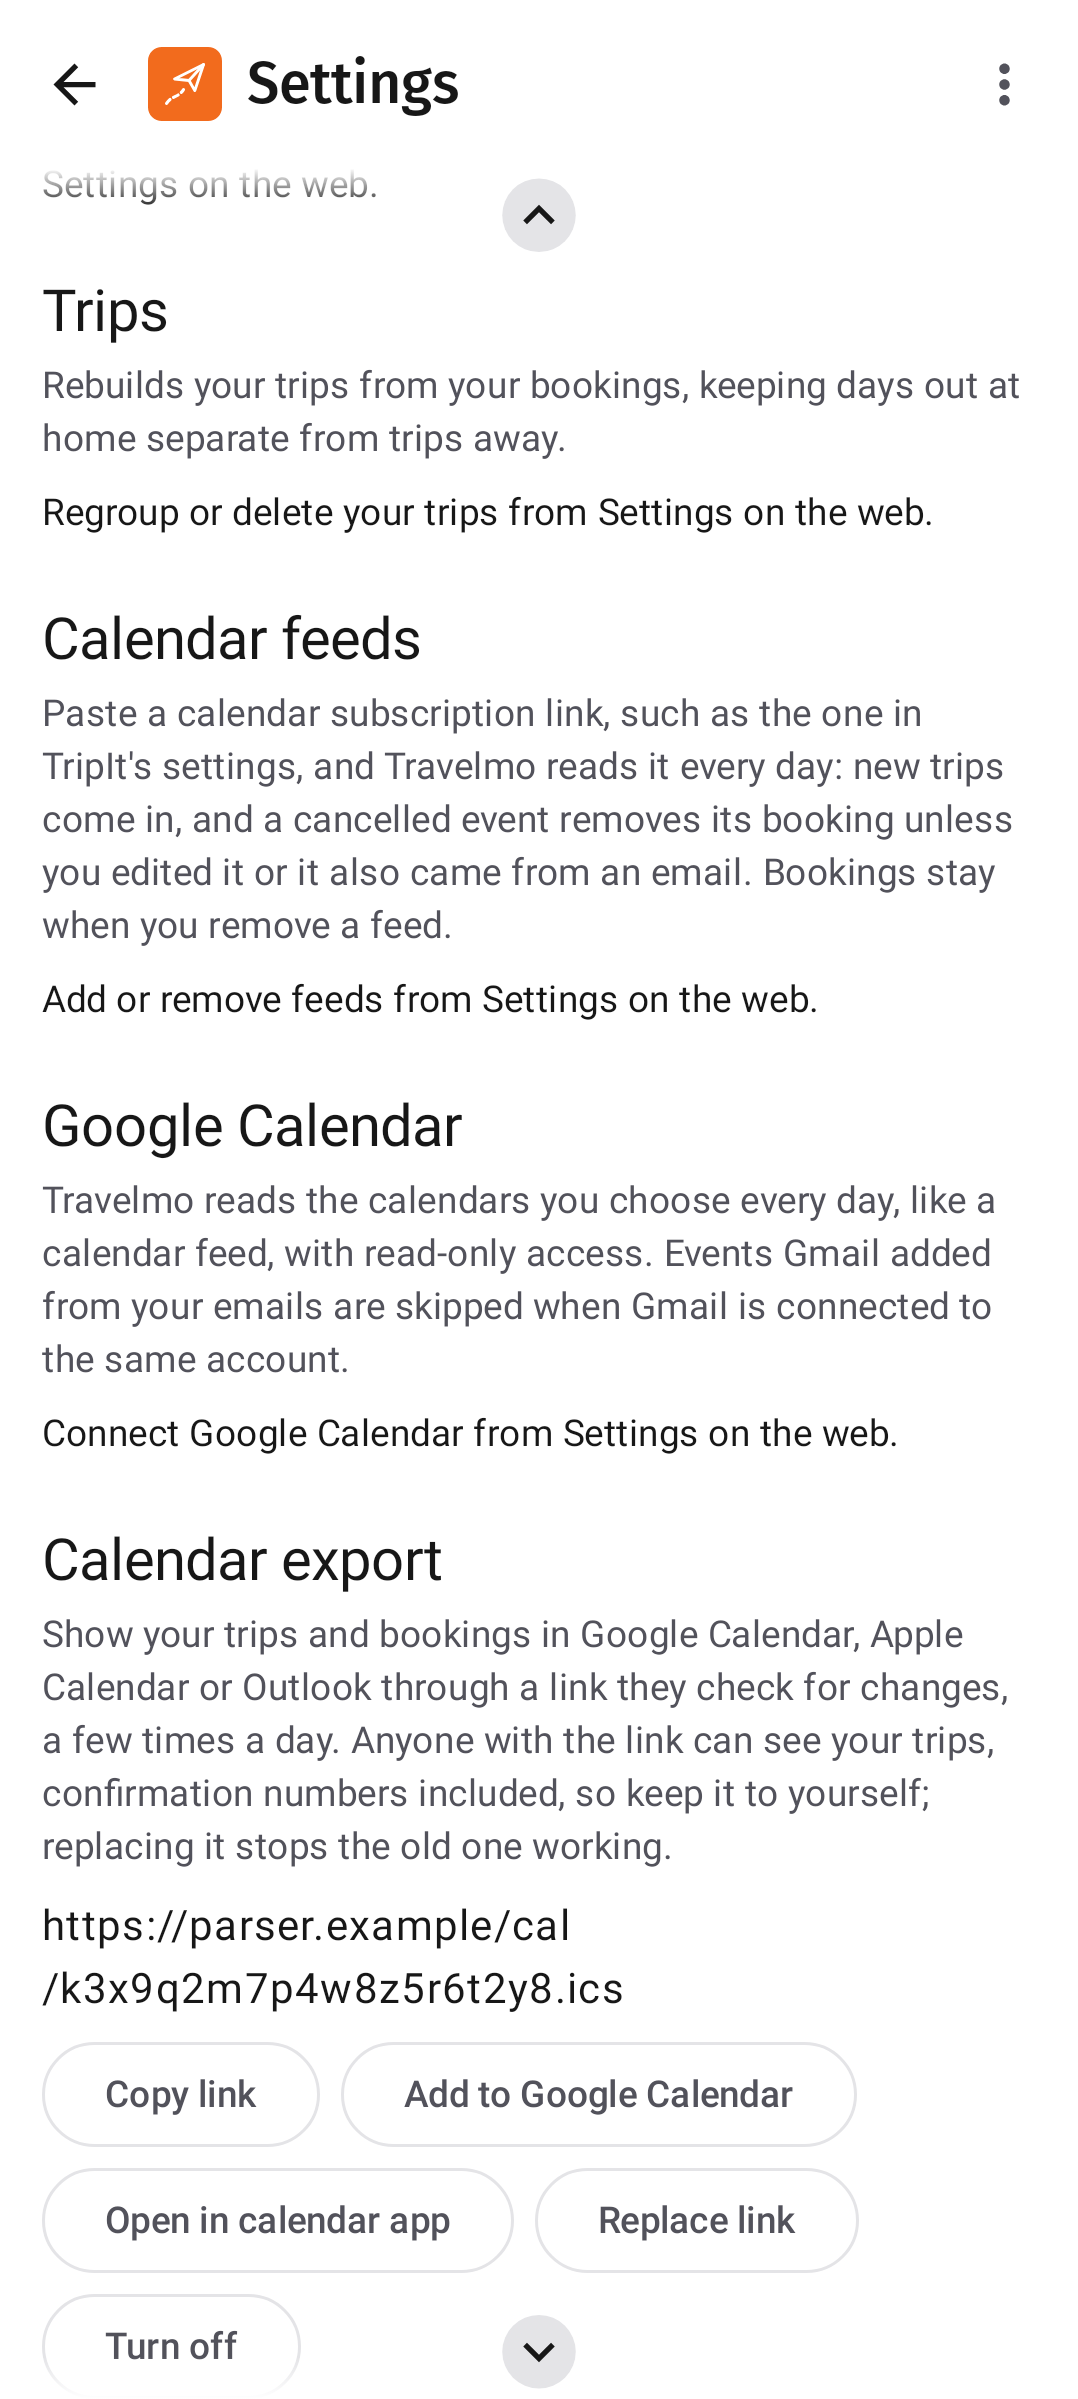 Settings
Settings on the web.
Trips
Rebuilds your trips from your bookings, keeping days out at
home separate from trips away.
Regroup or delete your trips from Settings on the web.
Calendar feeds
Paste a calendar subscription link, such as the one in
TripIt's settings, and Travelmo reads it every day: new trips
come in, and a cancelled event removes its booking unless
you edited it or it also came from an email. Bookings stay
when you remove a feed.
Add or remove feeds from Settings on the web.
Google Calendar
Travelmo reads the calendars you choose every day, like a
calendar feed, with read-only access. Events Gmail added
from your emails are skipped when Gmail is connected to
the same account.
Connect Google Calendar from Settings on the web.
Calendar export
Show your trips and bookings in Google Calendar, Apple
Calendar or Outlook through a link they check for changes,
a few times a day. Anyone with the link can see your trips,
confirmation numbers included, so keep it to yourself;
replacing it stops the old one working.
https://parser.example/cal
/k3x9q2m7p4w8z5r6t2y8.ics
Copy link
Add to Google Calendar
Open in calendar app
Replace link
Turn off